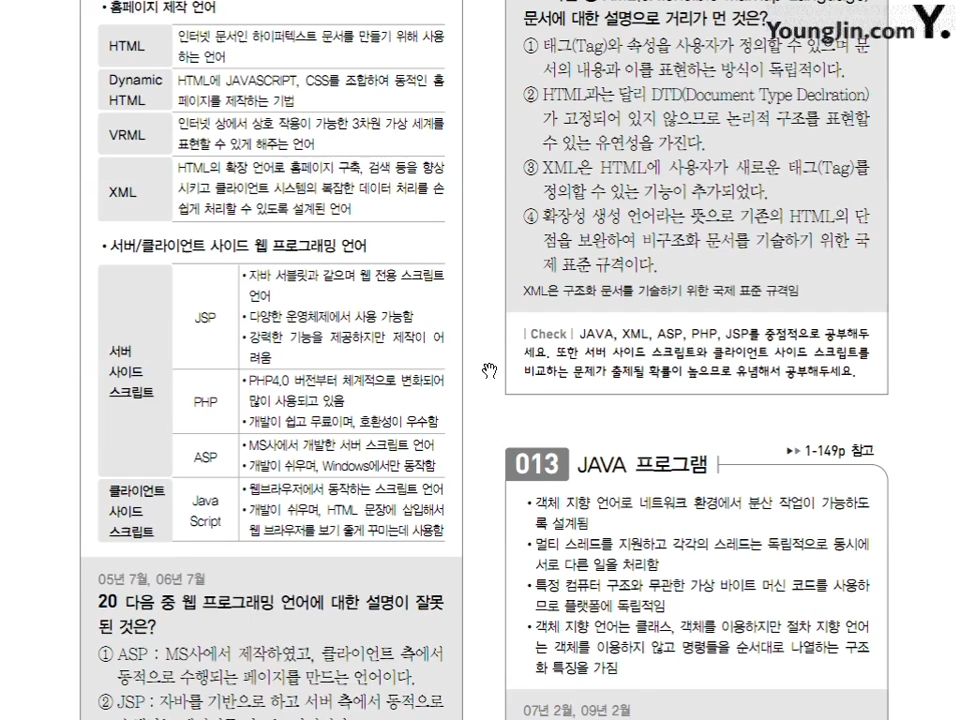 • 홈페이지 제작 언어
HTML
인터넷 문서인 하이퍼텍스트 문서를 만들기 위해 사용
하는 언어
Dynamic
HTML
HTML에 JAVASCRIPT, CSS를 조합하여 동적인 홈
페이지를 제작하는 기법
VRML
인터넷 상에서 상호 작용이 가능한 3차원 가상 세계를
표현할 수 있게 해주는 언어
XML
HTML의 확장 언어로 홈페이지 구축, 검색 등을 향상
시키고 클라이언트 시스템의 복잡한 데이터 처리를 손
쉽게 처리할 수 있도록 설계된 언어
• 서버/클라이언트 사이드 웹 프로그래밍 언어
서버
사이드
스크립트
JSP
• 자바 서블릿과 같으며 웹 전용 스크립트
언어
• 다양한 운영체제에서 사용 가능함
• 강력한 기능을 제공하지만 제작이 어
려움
PHP
• PHP4.0 버전부터 체계적으로 변화되어
많이 사용되고 있음
• 개발이 쉽고 무료이며, 호환성이 우수함
ASP
• MS사에서 개발한 서버 스크립트 언어
• 개발이 쉬우며, Windows에서만 동작함
클라이언트
사이드
스크립트
Java
Script
• 웹브라우저에서 동작하는 스크립트 언어
• 개발이 쉬우며, HTML 문장에 삽입해서
웹 브라우저를 보기 좋게 꾸미는데 사용함
05년 7월, 06년 7월
20 다음 중 웹 프로그래밍 언어에 대한 설명이 잘못
된 것은?
① ASP : MS사에서 제작하였고, 클라이언트 측에서
동적으로 수행되는 페이지를 만드는 언어이다.
② JSP : 자바를 기반으로 하고 서버 측에서 동적으로
문서에 대한 설명으로 거리가 먼 것은?
YoungJin.com Y.
① 태그(Tag)와 속성을 사용자가 정의할 수 있으며 문
서의 내용과 이를 표현하는 방식이 독립적이다.
② HTML과는 달리 DTD(Document Type Declration)
가 고정되어 있지 않으므로 논리적 구조를 표현할
수 있는 유연성을 가진다.
③ XML은 HTML에 사용자가 새로운 태그(Tag)를
정의할 수 있는 기능이 추가되었다.
④ 확장성 생성 언어라는 뜻으로 기존의 HTML의 단
점을 보완하여 비구조화 문서를 기술하기 위한 국
제 표준 규격이다.
XML은 구조화 문서를 기술하기 위한 국제 표준 규격임
| Check | JAVA, XML, ASP, PHP, JSP를 중점적으로 공부해두
세요. 또한 서버 사이드 스크립트와 클라이언트 사이드 스크립트를
비교하는 문제가 출제될 확률이 높으므로 유념해서 공부해두세요.
013 JAVA 프로그램
▶▶ 1-149p 참고
• 객체 지향 언어로 네트워크 환경에서 분산 작업이 가능하도
록 설계됨
• 멀티 스레드를 지원하고 각각의 스레드는 독립적으로 동시에
서로 다른 일을 처리함
• 특정 컴퓨터 구조와 무관한 가상 바이트 머신 코드를 사용하
므로 플랫폼에 독립적임
• 객체 지향 언어는 클래스, 객체를 이용하지만 절차 지향 언어
는 객체를 이용하지 않고 명령들을 순서대로 나열하는 구조
화 특징을 가짐
07년 2월, 09년 2월